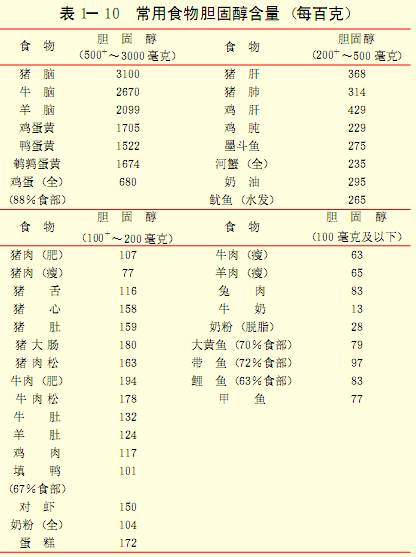 表 1—10 常用食物胆固醇含量 (每百克)
食 物 胆 固 醇 (500⁺～3000 毫克) 食 物 胆固醇 (200⁺～500 毫克)
猪 脑 3100 猪 肝 368
牛 脑 2670 猪 肺 314
羊 脑 2099 鸡 肝 429
鸡蛋黄 1705 鸡 肫 229
鸭蛋黄 1522 墨斗鱼 275
鹌鹑蛋黄 1674 河蟹 (全) 235
鸡蛋 (全) 680 奶 油 295
(88%食部) 鱿鱼 (水发) 265
食 物 胆 固 醇 (100⁺～200 毫克) 食 物 胆 固 醇 (100 毫克及以下)
猪肉 (肥) 107 牛肉 (瘦) 63
猪肉 (瘦) 77 羊肉 (瘦) 65
猪 舌 116 兔 肉 83
猪 心 158 牛 奶 13
猪 肚 159 奶粉 (脱脂) 28
猪 大 肠 180 大黄鱼 (70%食部) 79
猪 肉 松 163 带 鱼 (72%食部) 97
牛肉 (肥) 194 鲤 鱼 (63%食部) 83
牛 肉 松 178 甲 鱼 77
牛 肚 132
羊 肚 124
鸡 肉 117
填 鸭 101
(67%食部)
对 虾 150
奶粉 (全) 104
蛋 糕 172